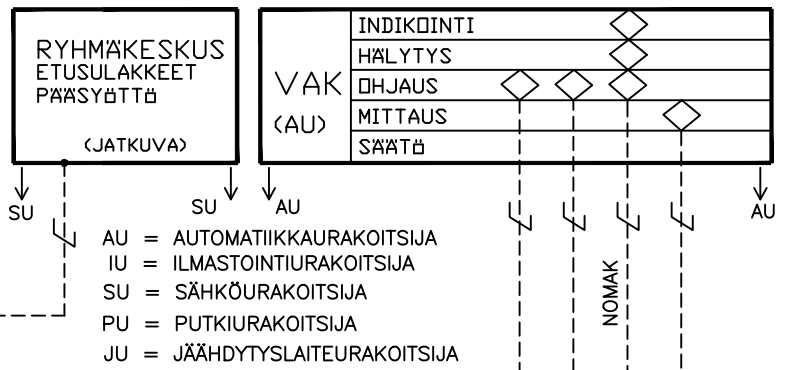 RYHMÄKESKUS
ETUSULAKKEET
PÄÄSYÖTTÖ
(JATKUVA)
VAK
(AU)
INDIKOINTI
HÄLYTYS
OHJAUS
MITTAUS
SÄÄTÖ
SU
SU
AU
AU
AU = AUTOMATIIKKAURAKOITSIJA
IU = ILMASTOINTIURAKOITSIJA
SU = SÄHKÖURAKOITSIJA
PU = PUTKIURAKOITSIJA
JU = JÄÄHDYTYSLAITEURAKOITSIJA
NOMAK